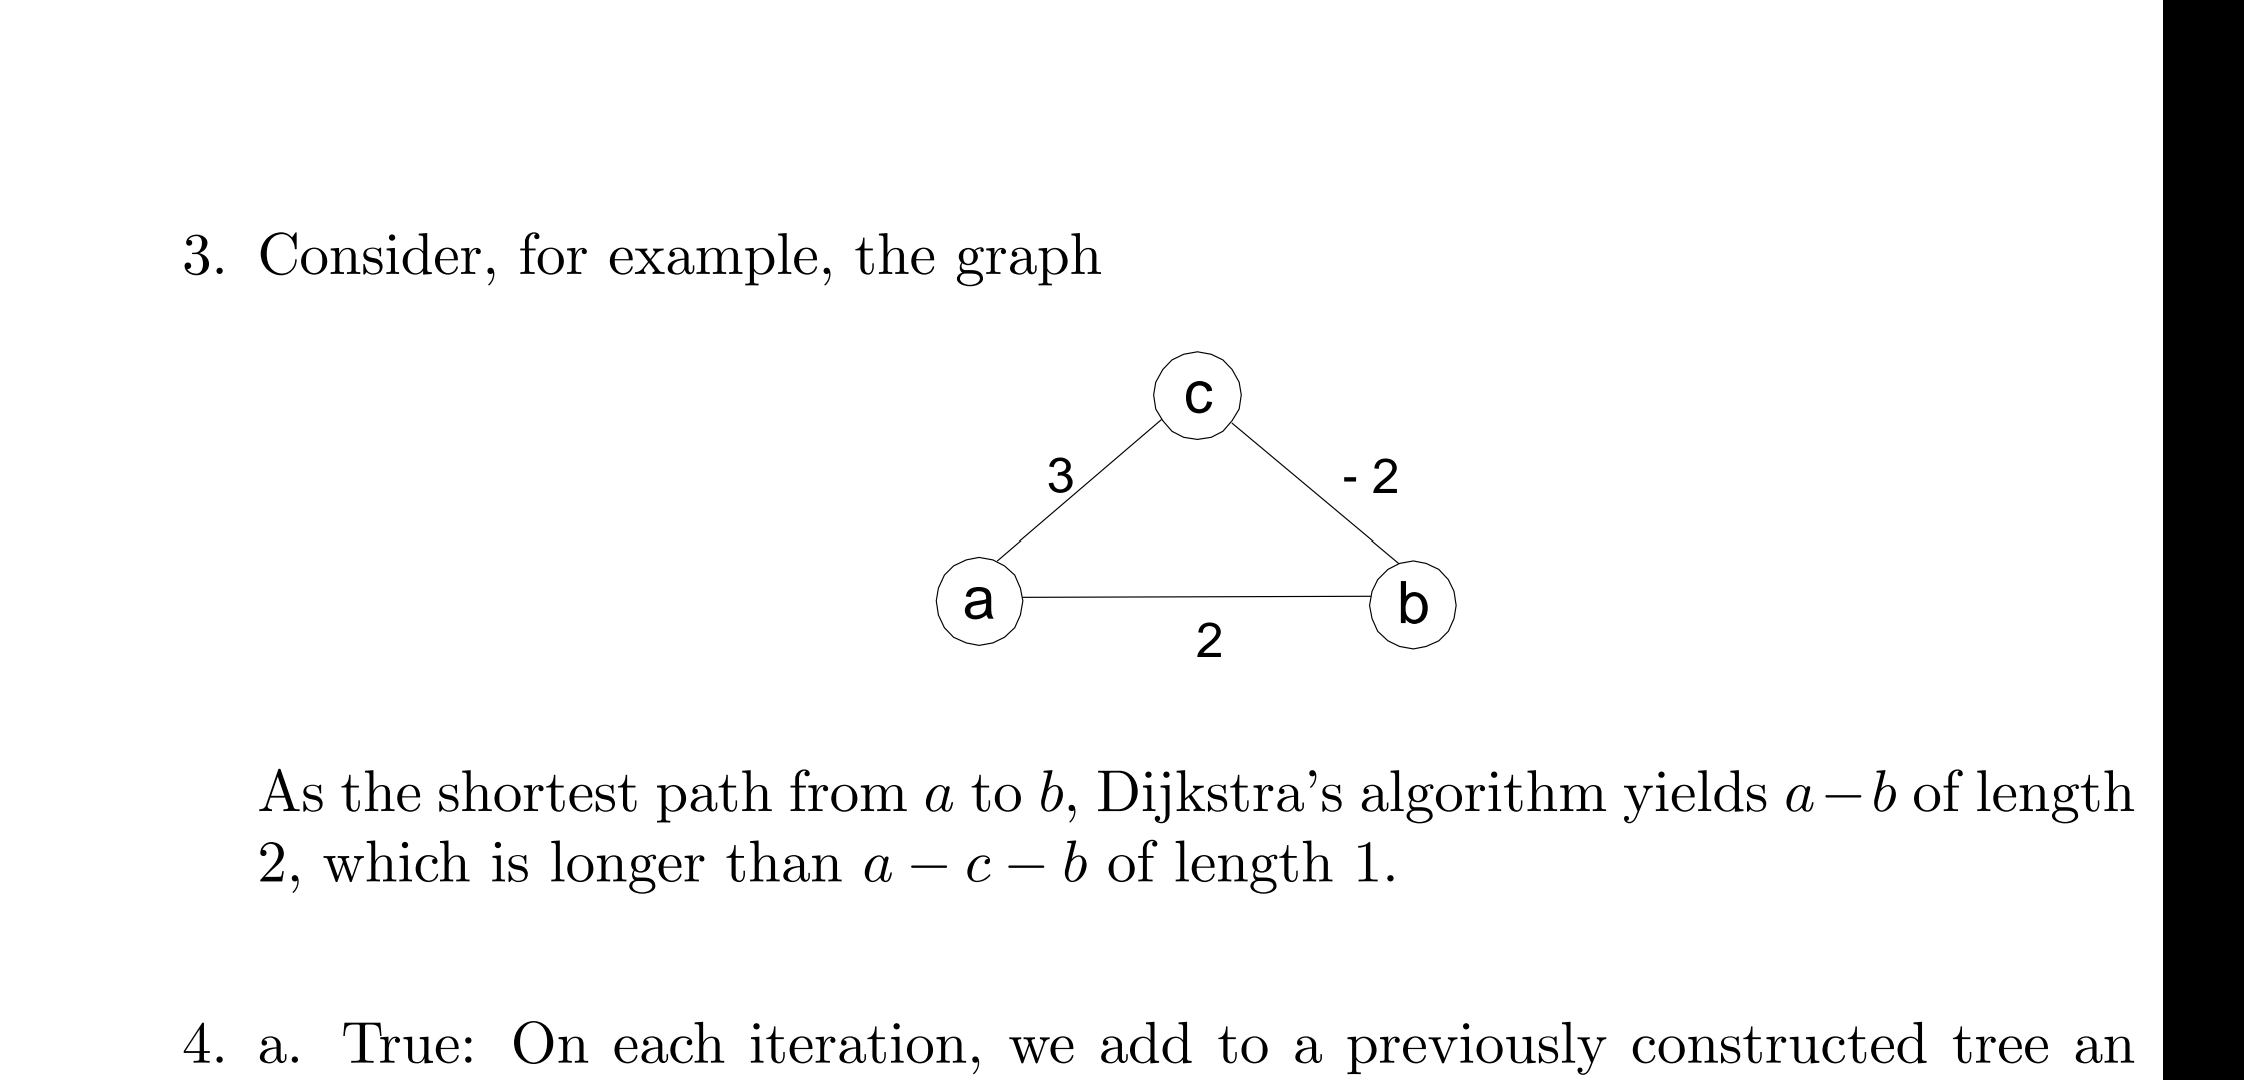 3. Consider, for example, the graph
c
3
- 2
a
b
2
As the shortest path from a to b, Dijkstra's algorithm yields a − b of length
2, which is longer than a − c − b of length 1.
4. a. True: On each iteration, we add to a previously constructed tree an